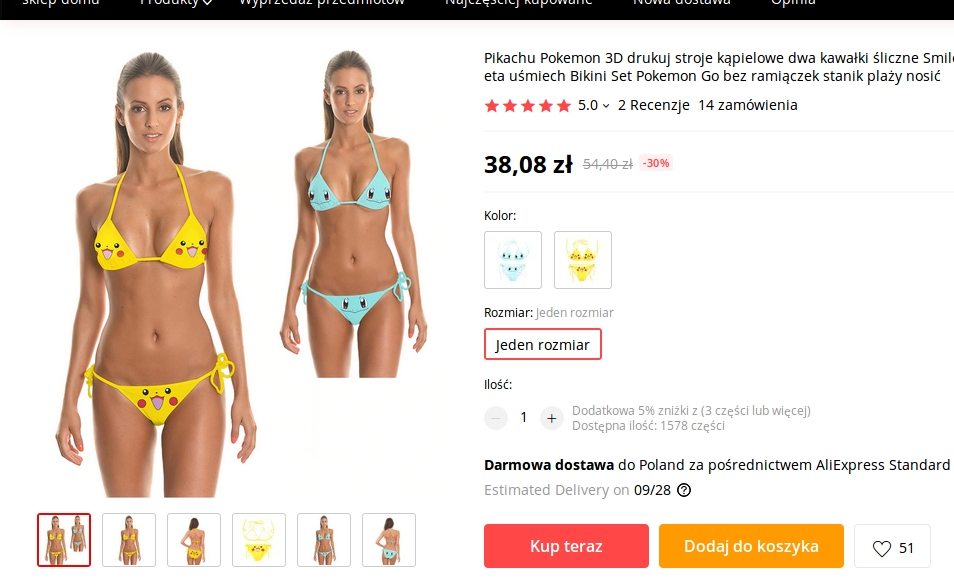 sklep domu Produkty Wyprzedaż przedmiotów Najczęściej kupowane Nowa dostawa Opinia
Pikachu Pokemon 3D drukuj stroje kąpielowe dwa kawałki śliczne Smile
eta uśmiech Bikini Set Pokemon Go bez ramiączek stanik plaży nosić
5.0 2 Recenzje 14 zamówienia
38,08 zł 54,40 zł -30%
Kolor:
Rozmiar: Jeden rozmiar
Jeden rozmiar
Ilość:
− 1 + Dodatkowa 5% zniżki z (3 części lub więcej)
Dostępna ilość: 1578 części
Darmowa dostawa do Poland za pośrednictwem AliExpress Standard
Estimated Delivery on 09/28 ?
Kup teraz Dodaj do koszyka 51